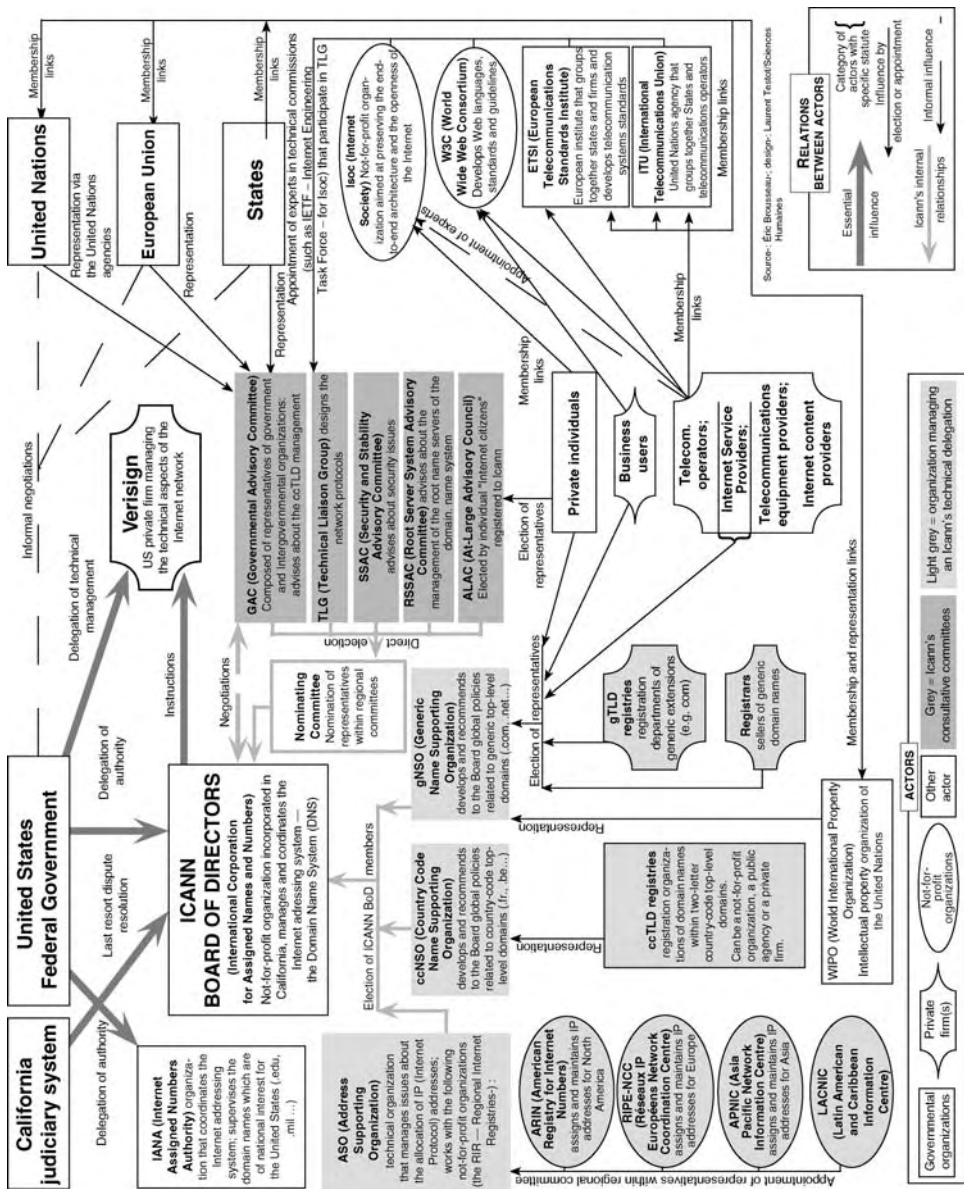 California
judiciary system
United States
Federal Government
United Nations
European Union
States
Membership
links
Membership
links
Membership
links
Informal negotiations
Delegation of technical
management
Delegation of
authority
Last resort dispute
resolution
Delegation of authority
Instructions
Negotiations
Representation via
the United Nations
agencies
Representation
Representation
Appointment of experts in technical commissions
(such as IETF – Internet Engineering
Task Force – for Isoc) that participate in TLG
Verisign
US private firm managing
the technical aspects of the
Internet network
IANA (Internet
Assigned Numbers
Authority) organiza-
tion that coordinates the
Internet addressing
system; supervises the
domain names which are
of national interest for
the United States (.edu,
.mil ...)
ICANN
BOARD OF DIRECTORS
(International Corporation
for Assigned Names and Numbers)
Not-for-profit organization incorporated in
California, manages and cordinates the
Internet adressing system —
the Domain Name System (DNS)
GAC (Governmental Advisory Committee)
Composed of representatives of government
and Intergovernmental organizations:
advises about the ccTLD management
TLG (Technical Liaison Group) designs the
network protocols
SSAC (Security and Stability
Advisory Committee)
advises about security issues
RSSAC (Root Server System Advisory
Committee) advises about the
management of the root name servers of the
domain. name system
ALAC (At-Large Advisory Council)
Elected by individual "Internet citizens"
registered to Icann
Direct
election
Nominating
Committee
Nomination of
representatives
within regional
committees
Isoc (Internet
Society) Not-for-profit organ-
ization aimed at preserving the end-
to-end architecture and the openness of
the Internet
W3C (World
Wide Web Consortium)
Develops Web languages,
standards and guidelines
ETSI (European
Telecommunications
Standards Institute)
European institute that groups
together states and firms and
develops telecommunication
systems standards
ITU (International
Telecommunications Union)
United Nations agency that
groups together States and
telecommunications operators
Membership links
Appointment of experts
Membership
links
Membership
links
Election of ICANN BoD members
ASO (Address
Supporting
Organization)
technical organization
that manages issues about
the allocation of IP (Internet
Protocol) addresses;
works with the following
not-for-profit organizations
(the RIR — Regional Internet
Registries-) :
ccNSO (Country Code
Name Supporting
Organization)
develops and recommends
to the Board global policies
related to country-code top-
level domains (.fr., .be....)
gNSO (Generic
Name Supporting
Organization)
develops and recommends
to the Board global policies
related to generic top-level
domains (.com,..net....)
Election of
representatives
Election of representatives
Private individuals
Business
users
Telecom.
operators;
Internet Service
Providers;
Telecommunications
equipment providers;
Internet content
providers
gTLD
registries
registration
departments of
generic extensions
(e.g. com)
Registrars
sellers of generic
domain names
Representation
Representation
ccTLD registries
registration organiza-
tions of domain names
within two-letter
country-code top-level
domains.
Can be a not-for-profit
organization, a public
agency or a private
firm.
ARIN (American
Registry for Internet
Numbers)
assigns and maintains IP
addresses for North
America
RIPE-NCC
(Réseaux IP
Européens Network
Coordination Centre)
assigns and maintains IP
addresses for Europe
APNIC (Asia
Pacific Network
Information Centre)
assigns and maintains IP
addresses for Asia
LACNIC
(Latin American
and Caribbean
Information
Centre)
Appointment of representatives within regional committee
WIPO (World International Property
Organization)
Intellectual property organization of
the United Nations
Membership and representation links
Source-: Éric Brousseau-; design-: Laurent Testot/Sciences
Humaines
RELATIONS
BETWEEN ACTORS
Essential
influence
Category of
actors with
specific statute
Influence by
election or appointment
Icann's internal
relationships
Informal influence
ACTORS
Governmental
organizations
Private
firm(s)
Not-for-
profit
organizations
Other
actor
Grey = Icann's
consultative committees
Light grey = organization managing
an Icann's technical delegation